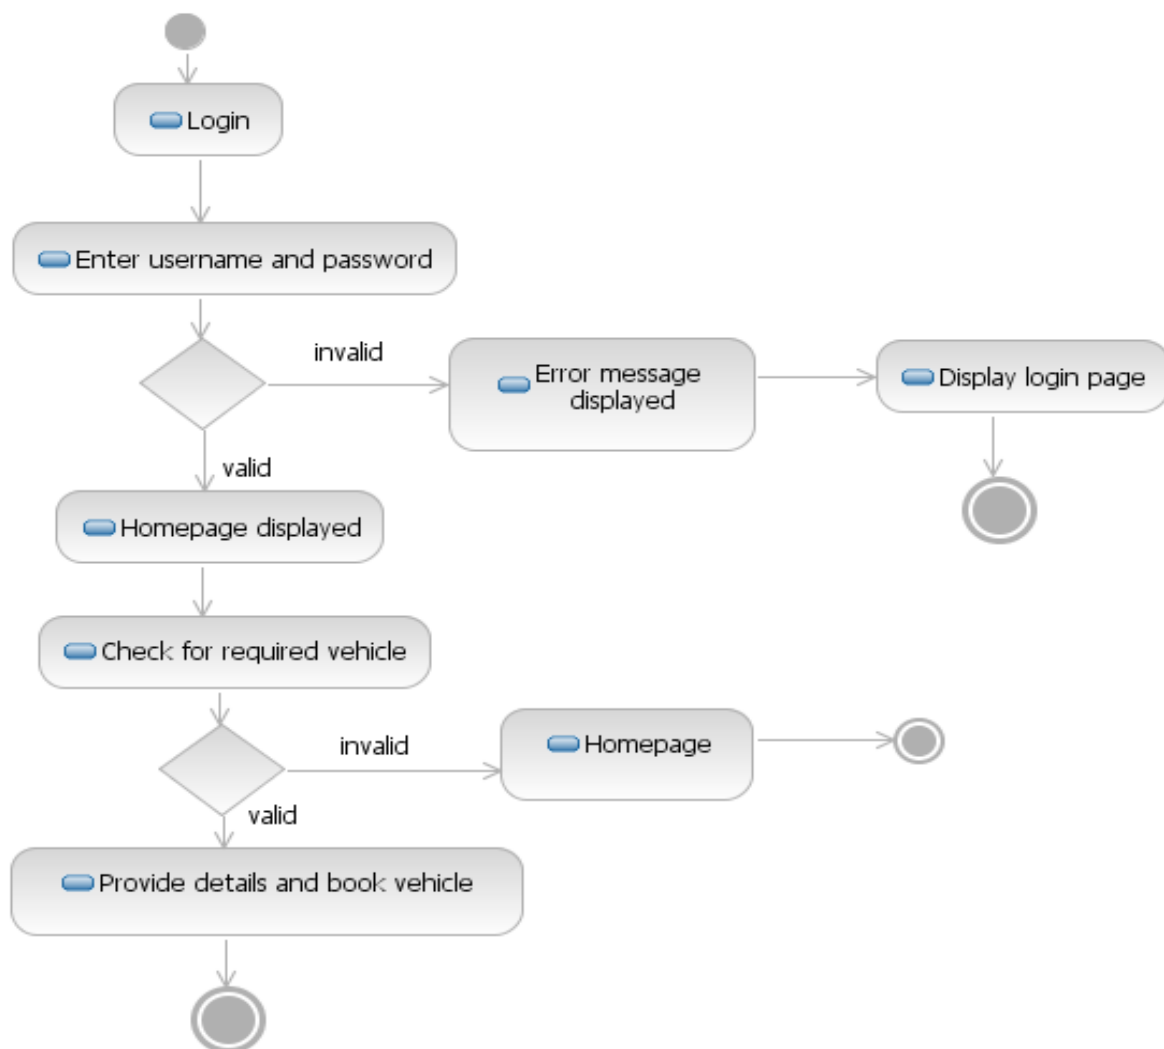 Login
Enter username and password
invalid
Error message
displayed
Display login page
valid
Homepage displayed
Check for required vehicle
invalid
Homepage
valid
Provide details and book vehicle